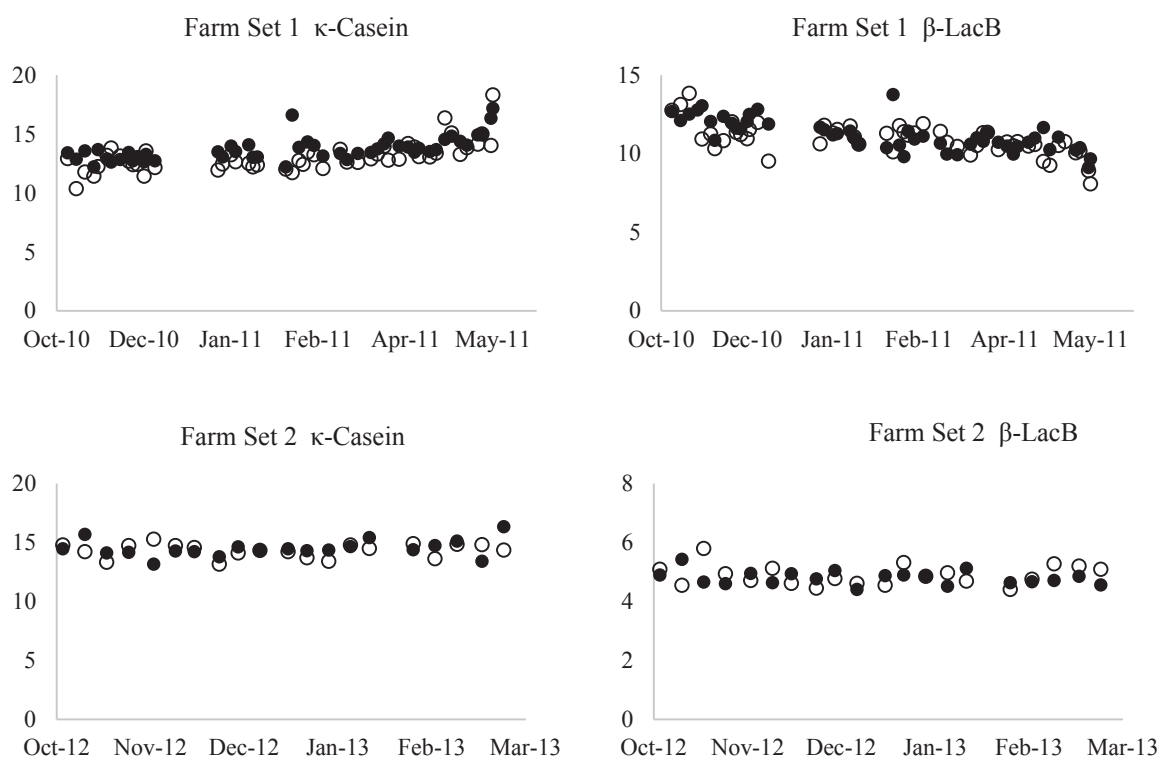 Farm Set 1 κ-Casein
20
15
10
5
0
Oct-10 Dec-10 Jan-11 Feb-11 Apr-11 May-11
Farm Set 1 β-LacB
15
10
5
0
Oct-10 Dec-10 Jan-11 Feb-11 Apr-11 May-11
Farm Set 2 κ-Casein
20
15
10
5
0
Oct-12 Nov-12 Dec-12 Jan-13 Feb-13 Mar-13
Farm Set 2 β-LacB
8
6
4
2
0
Oct-12 Nov-12 Dec-12 Jan-13 Feb-13 Mar-13